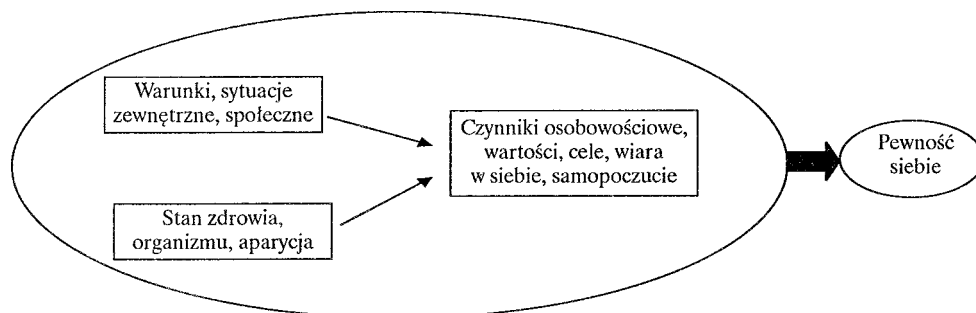 Warunki, sytuacje
zewnętrzne, społeczne
Czynniki osobowościowe,
wartości, cele, wiara
w siebie, samopoczucie
Stan zdrowia,
organizmu, aparycja
Pewność
siebie